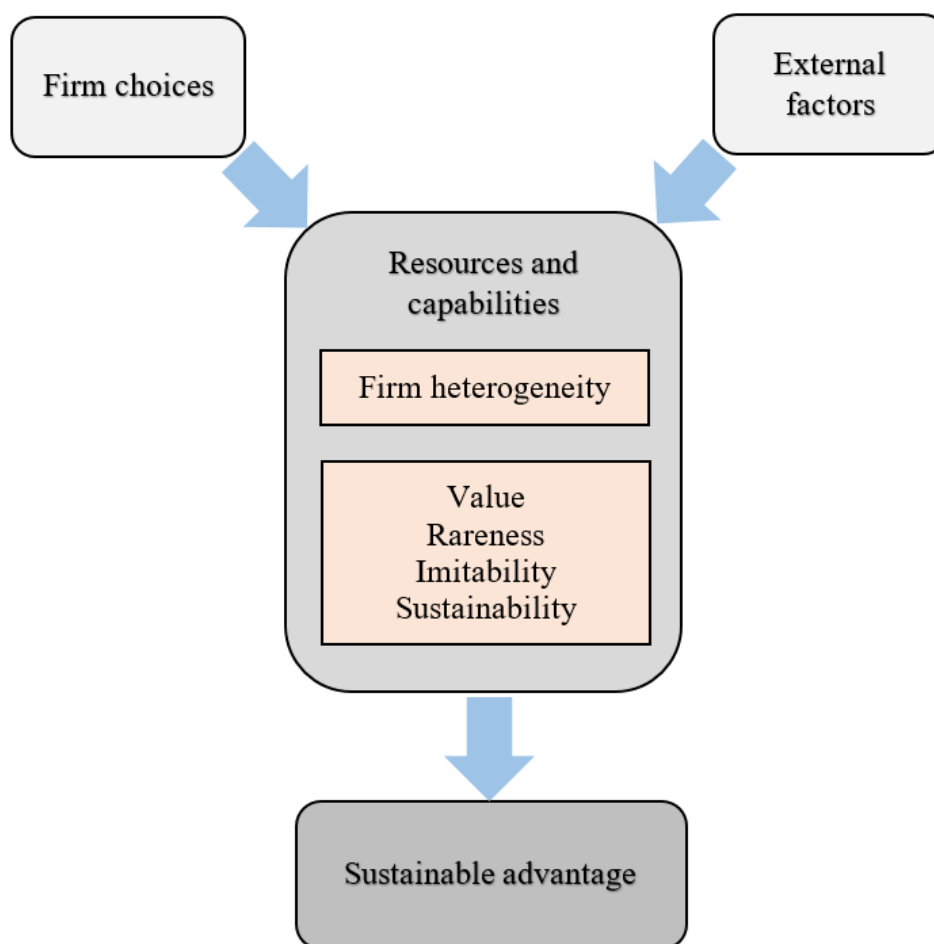 Firm choices
External
factors
Resources and
capabilities
Firm heterogeneity
Value
Rareness
Imitability
Sustainability
Sustainable advantage